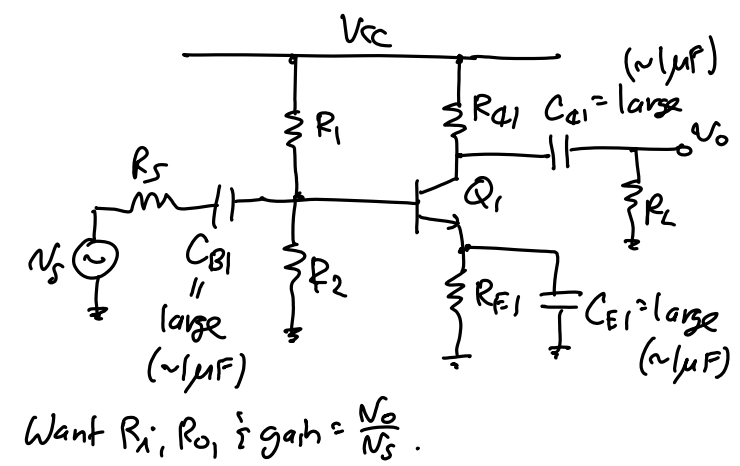 Vcc
(~1μF)
R1
RC1
CC1 = large
vo
RS
Q1
RL
vs
CB1
R2
RE1
CE1 = large
=
large
(~1μF)
(~1μF)
Want Ri, Ro, & gain = vo/vs.